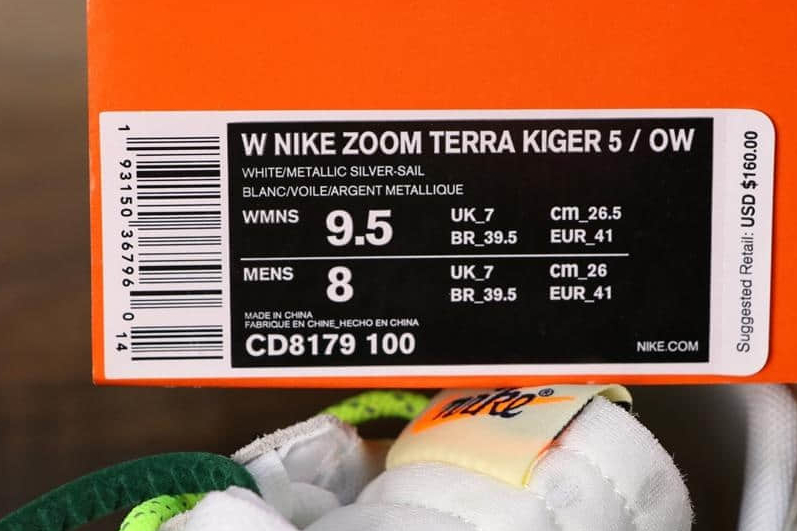 W NIKE ZOOM TERRA KIGER 5 / OW
WHITE/METALLIC SILVER-SAIL
BLANC/VOILE/ARGENT METALLIQUE
WMNS 9.5 UK_7 cm_26.5
BR_39.5 EUR_41
MENS 8 UK_7 cm_26
BR_39.5 EUR_41
MADE IN CHINA
FABRIQUE EN CHINE_HECHO EN CHINA
CD8179 100
NIKE.COM
1 93150 36796 0 14
Suggested Retail: USD $160.00
nike®